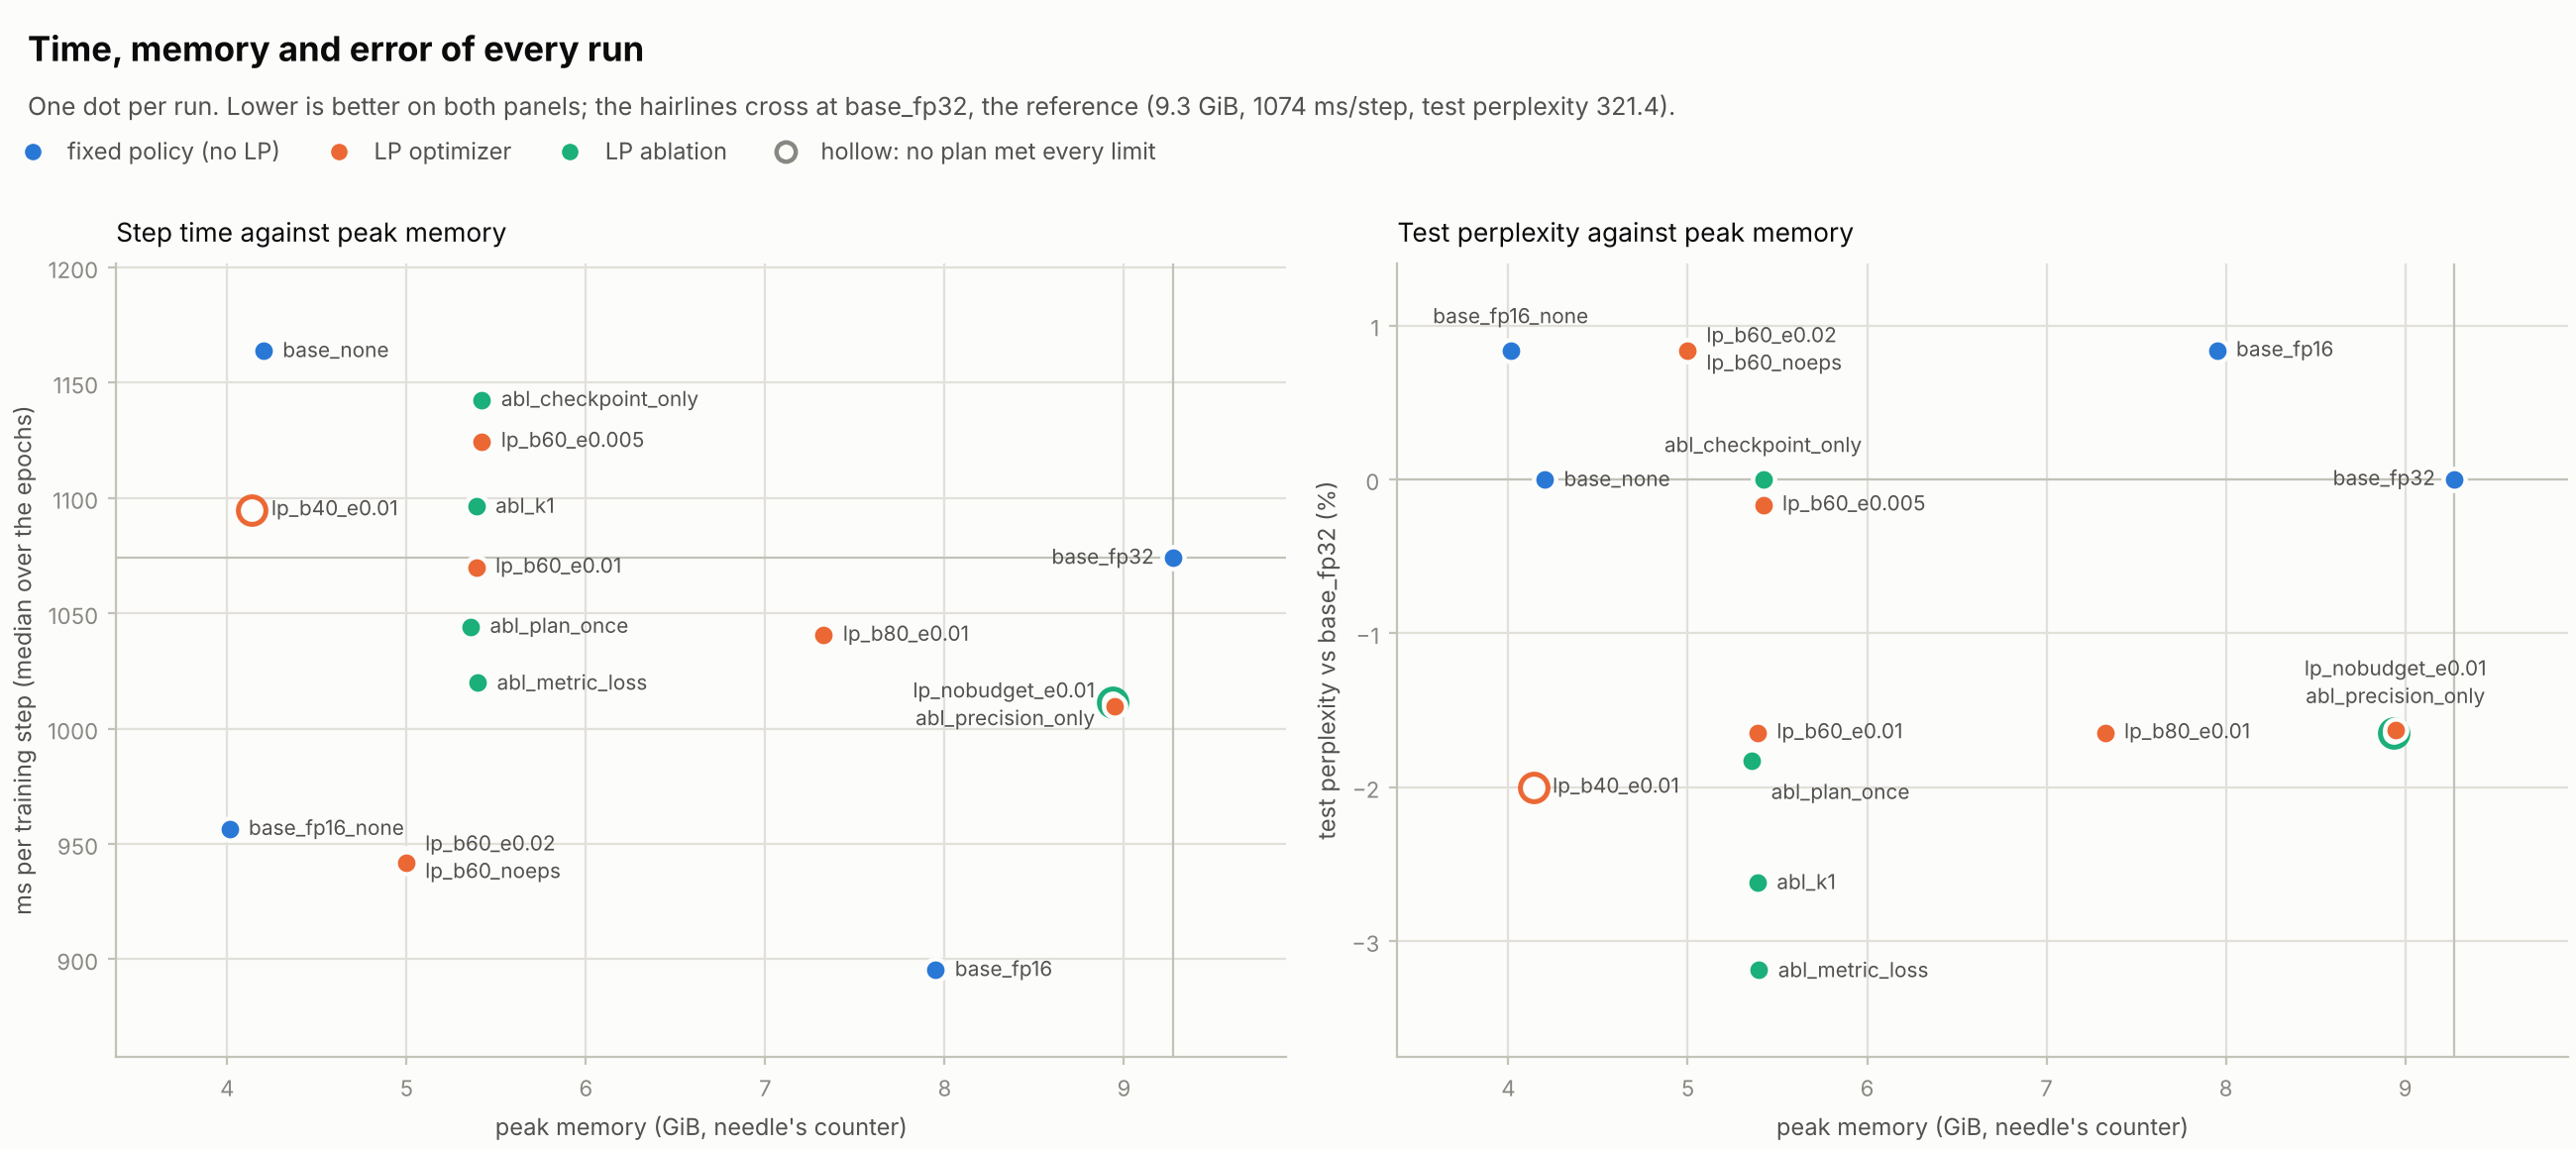 Time, memory and error of every run
One dot per run. Lower is better on both panels; the hairlines cross at base_fp32, the reference (9.3 GiB, 1074 ms/step, test perplexity 321.4).
fixed policy (no LP)
LP optimizer
LP ablation
hollow: no plan met every limit
Step time against peak memory
ms per training step (median over the epochs)
1200
1150
1100
1050
1000
950
900
base_none
abl_checkpoint_only
lp_b60_e0.005
lp_b40_e0.01
abl_k1
base_fp32
lp_b60_e0.01
abl_plan_once
lp_b80_e0.01
abl_metric_loss
lp_nobudget_e0.01
abl_precision_only
base_fp16_none
lp_b60_e0.02
lp_b60_noeps
base_fp16
4
5
6
7
8
9
peak memory (GiB, needle's counter)
Test perplexity against peak memory
test perplexity vs base_fp32 (%)
1
0
−1
−2
−3
base_fp16_none
lp_b60_e0.02
lp_b60_noeps
base_fp16
abl_checkpoint_only
base_none
base_fp32
lp_b60_e0.005
lp_nobudget_e0.01
abl_precision_only
lp_b60_e0.01
lp_b80_e0.01
lp_b40_e0.01
abl_plan_once
abl_k1
abl_metric_loss
4
5
6
7
8
9
peak memory (GiB, needle's counter)